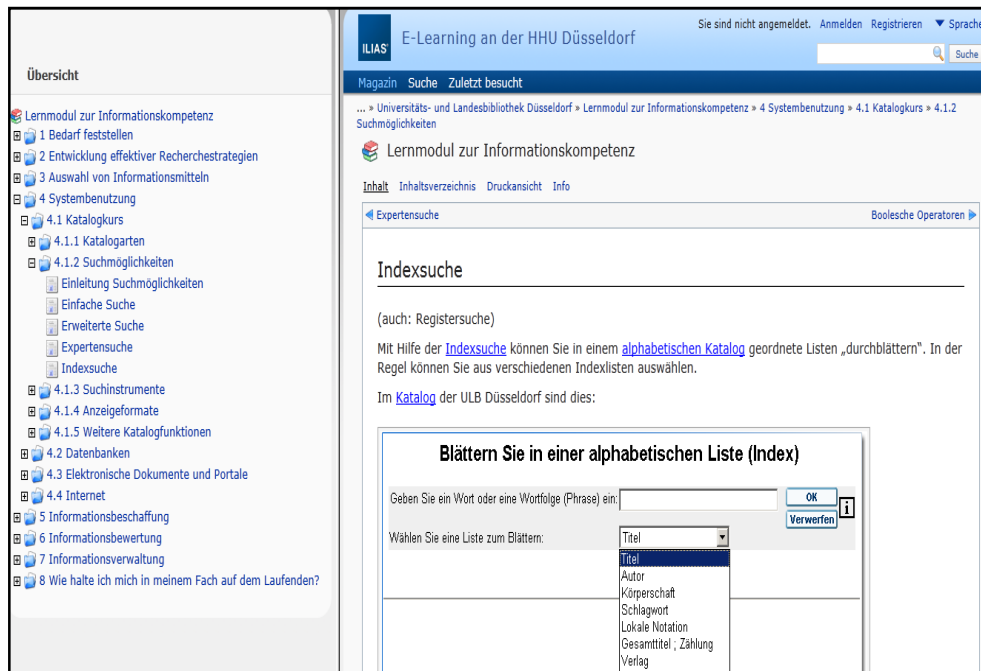 Übersicht
Lernmodul zur Informationskompetenz
1 Bedarf feststellen
2 Entwicklung effektiver Recherchestrategien
3 Auswahl von Informationsmitteln
4 Systembenutzung
4.1 Katalogkurs
4.1.1 Katalogarten
4.1.2 Suchmöglichkeiten
Einleitung Suchmöglichkeiten
Einfache Suche
Erweiterte Suche
Expertensuche
Indexsuche
4.1.3 Suchinstrumente
4.1.4 Anzeigeformate
4.1.5 Weitere Katalogfunktionen
4.2 Datenbanken
4.3 Elektronische Dokumente und Portale
4.4 Internet
5 Informationsbeschaffung
6 Informationsbewertung
7 Informationsverwaltung
8 Wie halte ich mich in meinem Fach auf dem Laufenden?
ILIAS
E-Learning an der HHU Düsseldorf
Sie sind nicht angemeldet. Anmelden Registrieren Sprache
Suche
Magazin Suche Zuletzt besucht
... » Universitäts- und Landesbibliothek Düsseldorf » Lernmodul zur Informationskompetenz » 4 Systembenutzung » 4.1 Katalogkurs » 4.1.2
Suchmöglichkeiten
Lernmodul zur Informationskompetenz
Inhalt Inhaltsverzeichnis Druckansicht Info
Expertensuche Boolesche Operatoren
Indexsuche
(auch: Registersuche)
Mit Hilfe der Indexsuche können Sie in einem alphabetischen Katalog geordnete Listen „durchblättern“. In der
Regel können Sie aus verschiedenen Indexlisten auswählen.
Im Katalog der ULB Düsseldorf sind dies:
Blättern Sie in einer alphabetischen Liste (Index)
Geben Sie ein Wort oder eine Wortfolge (Phrase) ein: OK i
Verwerfen
Wählen Sie eine Liste zum Blättern: Titel
Titel
Autor
Körperschaft
Schlagwort
Lokale Notation
Gesamttitel ; Zählung
Verlag